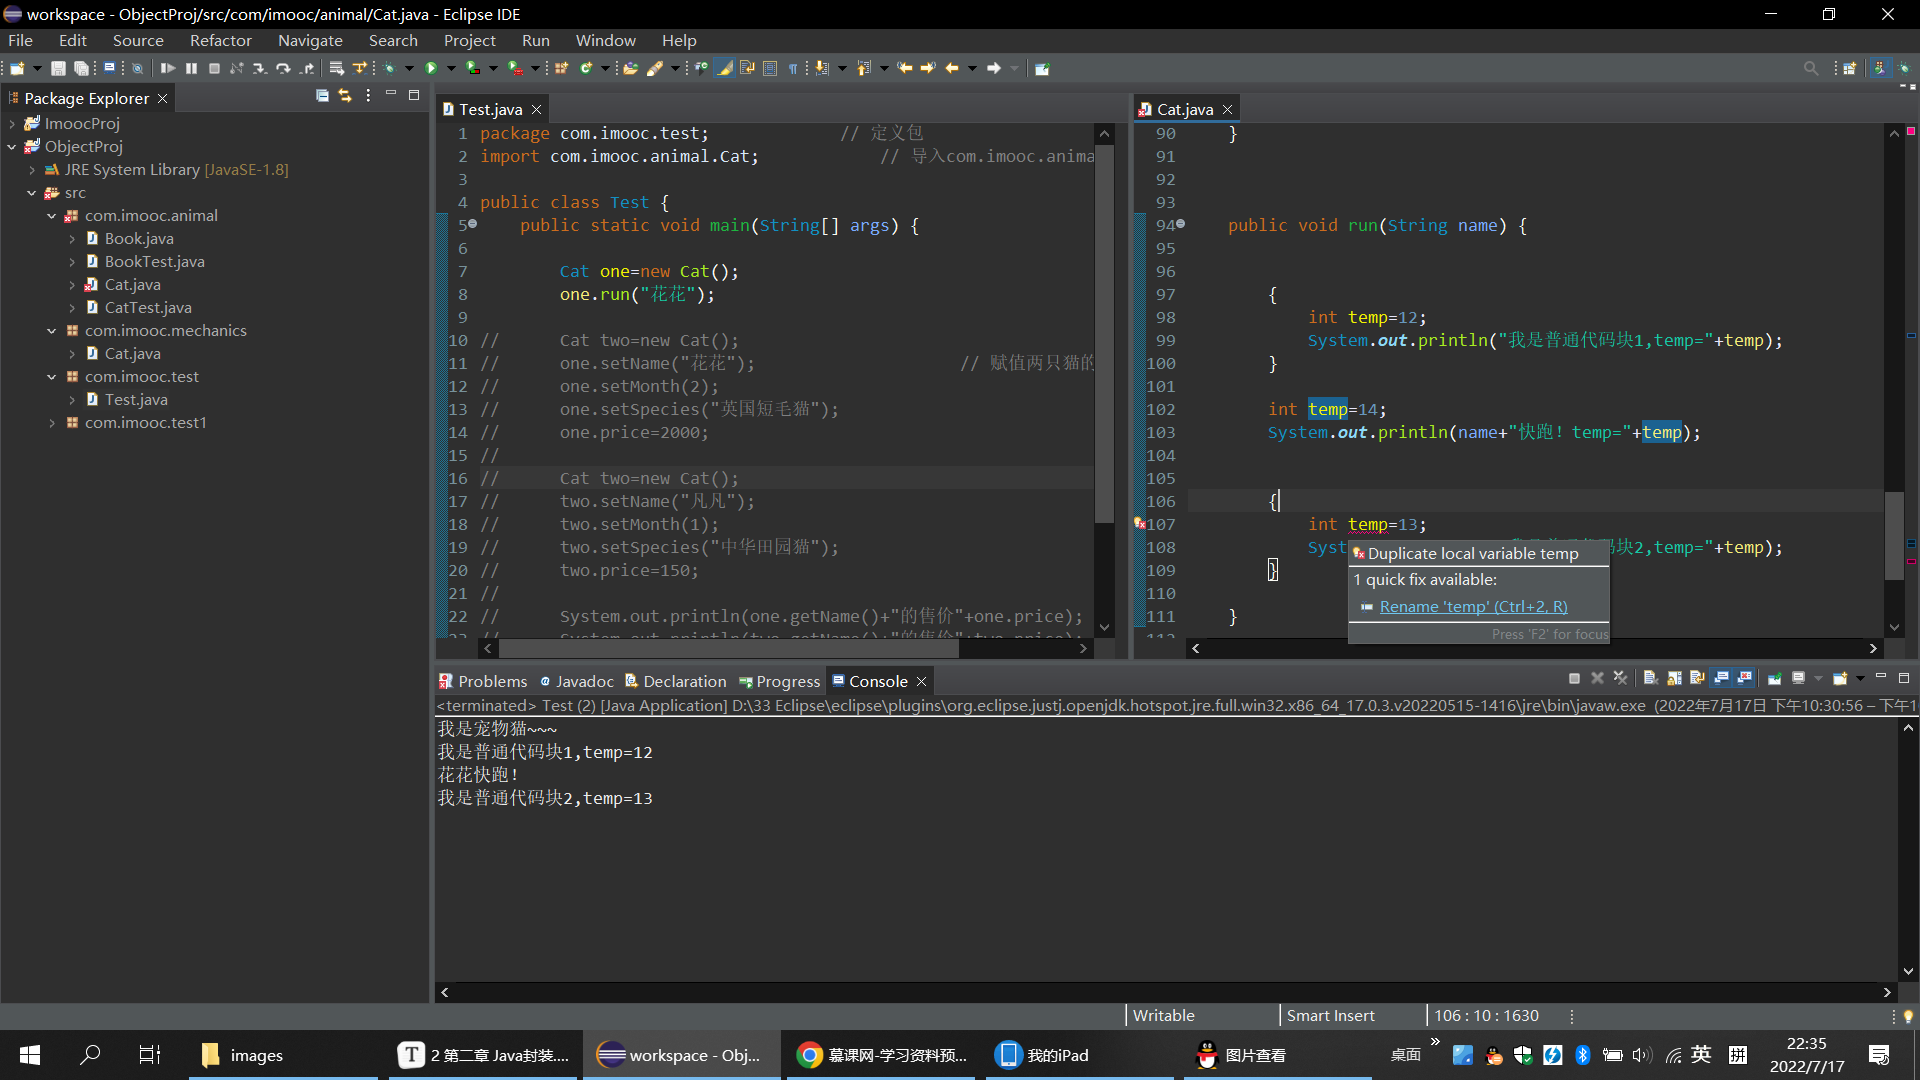 workspace - ObjectProj/src/com/imooc/animal/Cat.java - Eclipse IDE
File Edit Source Refactor Navigate Search Project Run Window Help
Package Explorer
ImoocProj
ObjectProj
JRE System Library [JavaSE-1.8]
src
com.imooc.animal
Book.java
BookTest.java
Cat.java
CatTest.java
com.imooc.mechanics
Cat.java
com.imooc.test
Test.java
com.imooc.test1
Test.java
1 package com.imooc.test; // 定义包
2 import com.imooc.animal.Cat; // 导入com.imooc.anima
3
4 public class Test {
5 public static void main(String[] args) {
6
7 Cat one=new Cat();
8 one.run("花花");
9
10 // Cat two=new Cat();
11 // one.setName("花花"); // 赋值两只猫的
12 // one.setMonth(2);
13 // one.setSpecies("英国短毛猫");
14 // one.price=2000;
15 //
16 // Cat two=new Cat();
17 // two.setName("凡凡");
18 // two.setMonth(1);
19 // two.setSpecies("中华田园猫");
20 // two.price=150;
21 //
22 // System.out.println(one.getName()+"的售价"+one.price);
23 // System.out.println(two.getName()+"的售价"+two.price);
Cat.java
90 }
91
92
93
94 public void run(String name) {
95
96
97 {
98 int temp=12;
99 System.out.println("我是普通代码块1,temp="+temp);
100 }
101
102 int temp=14;
103 System.out.println(name+"快跑！temp="+temp);
104
105
106 {
107 int temp=13;
108 Syst 码块2,temp="+temp);
109 }
110
111 }
112
Duplicate local variable temp
1 quick fix available:
Rename 'temp' (Ctrl+2, R)
Press 'F2' for focus
Problems Javadoc Declaration Progress Console
<terminated> Test (2) [Java Application] D:\33 Eclipse\eclipse\plugins\org.eclipse.justj.openjdk.hotspot.jre.full.win32.x86_64_17.0.3.v20220515-1416\jre\bin\javaw.exe (2022年7月17日 下午10:30:56 – 下午1
我是宠物猫~~~
我是普通代码块1,temp=12
花花快跑！
我是普通代码块2,temp=13
Writable Smart Insert 106 : 10 : 1630
images
2 第二章 Java封装....
workspace - Obj...
慕课网-学习资料预...
我的iPad
图片查看
桌面
英 拼
22:35
2022/7/17